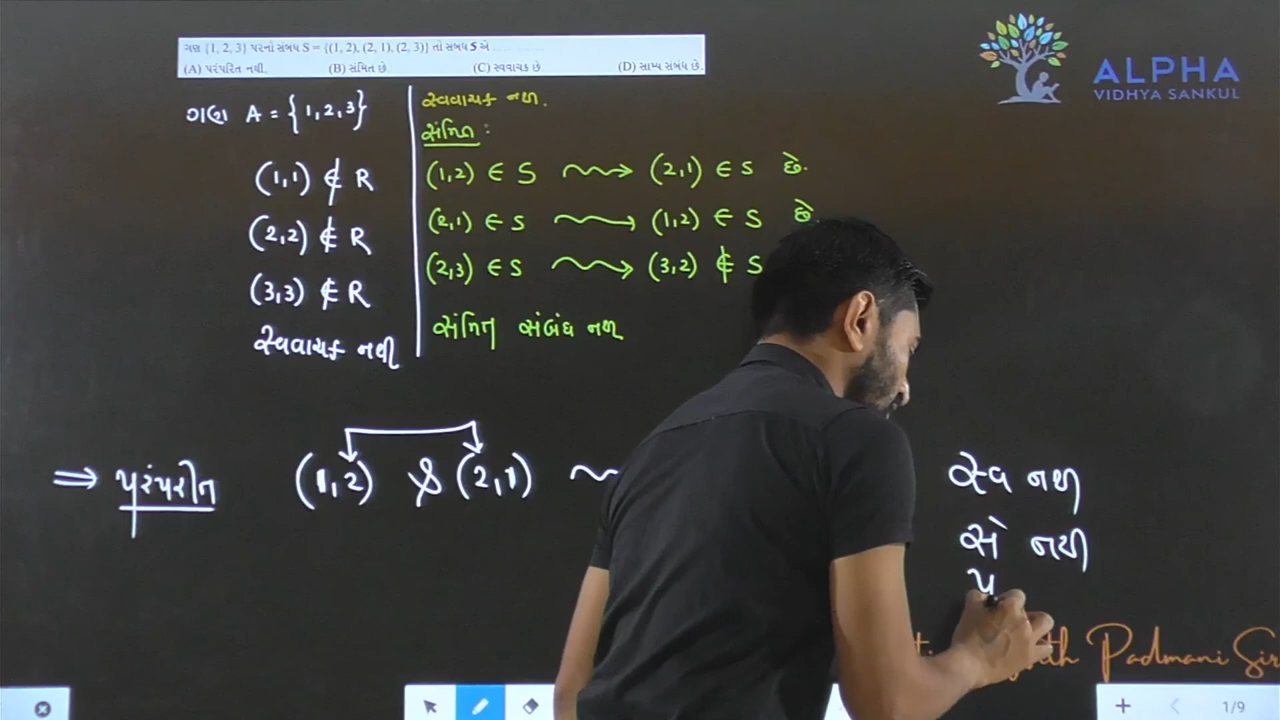 ગણ {1, 2, 3} પરનો સંબંધ S = {(1, 2), (2, 1), (2, 3)} તો સંબધ S એ ..............
(A) પરંપરિત નથી. (B) સંમિત છે (C) સ્વવાચક છે (D) સામ્ય સંબંધ છે.
ALPHA
VIDHYA SANKUL
ગણ A = {1,2,3}
(1,1) ∉ R
(2,2) ∉ R
(3,3) ∉ R
સ્વવાચક નથી
સ્વવાચક નથી.
સંમિત :
(1,2) ∈ S (2,1) ∈ S છે.
(2,1) ∈ S (1,2) ∈ S છે.
(2,3) ∈ S (3,2) ∉ S
સંમિત સંબંધ નથી
⇒ પરંપરીત (1,2) (2,1)
સ્વ નથી
સં નથી
પ
Padmani Sir
1/9